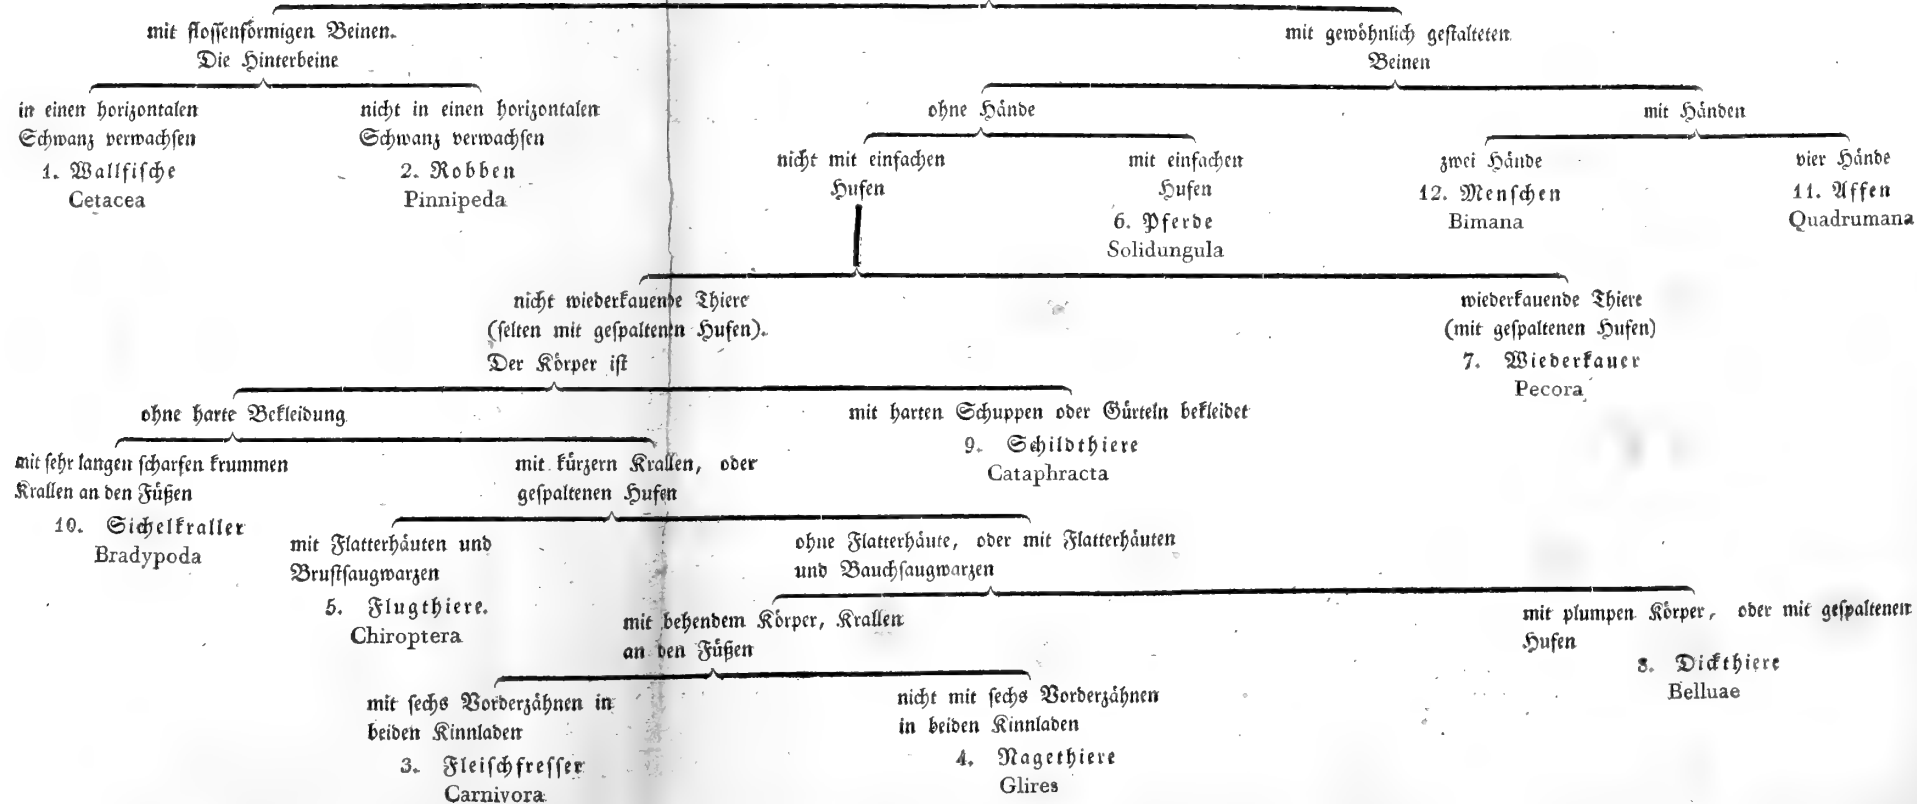 mit flossenförmigen Beinen.
Die Hinterbeine
mit gewöhnlich gestalteten
Beinen
in einen horizontalen
Schwanz verwachsen
1. Wallfische
Cetacea
nicht in einen horizontalen
Schwanz verwachsen
2. Robben
Pinnipeda
ohne Hände
mit Händen
nicht mit einfachen
Hufen
mit einfachen
Hufen
6. Pferde
Solidungula
zwei Hände
12. Menschen
Bimana
vier Hände
11. Affen
Quadrumana
nicht wiederkauende Thiere
(selten mit gespaltenen Hufen).
Der Körper ist
wiederkauende Thiere
(mit gespaltenen Hufen)
7. Wiederkauer
Pecora
ohne harte Bekleidung
mit harten Schuppen oder Gürteln bekleidet
9. Schildthiere
Cataphracta
mit sehr langen scharfen krummen
Krallen an den Füßen
10. Sichelkraller
Bradypoda
mit kürzern Krallen, oder
gespaltenen Hufen
mit Flatterhäuten und
Brustsaugwarzen
5. Flugthiere.
Chiroptera
ohne Flatterhäute, oder mit Flatterhäuten
und Bauchsaugwarzen
mit behendem Körper, Krallen
an den Füßen
mit plumpen Körper, oder mit gespaltenen
Hufen
8. Dickthiere
Belluae
mit sechs Vorderzähnen in
beiden Kinnladen
3. Fleischfresser
Carnivora
nicht mit sechs Vorderzähnen
in beiden Kinnladen
4. Nagethiere
Glires